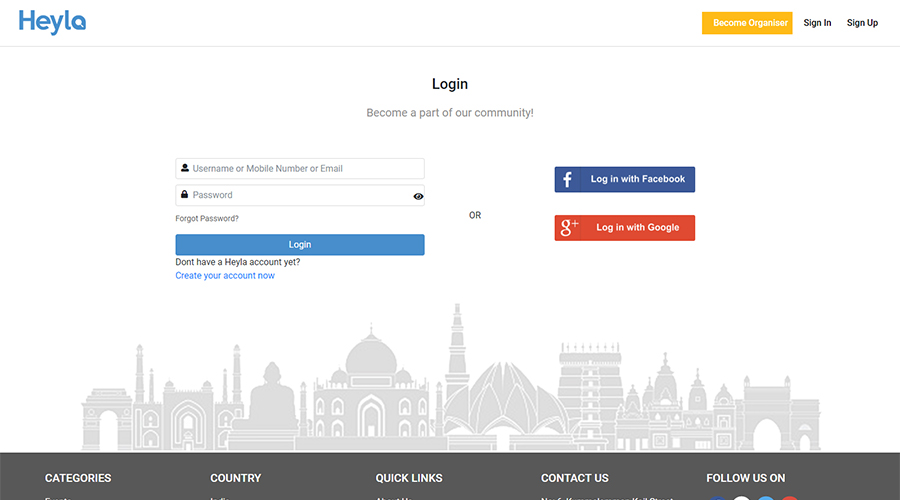 Heyla
Become Organiser
Sign In
Sign Up
Login
Become a part of our community!
Username or Mobile Number or Email
Password
Forgot Password?
Login
Dont have a Heyla account yet?
Create your account now
OR
Log in with Facebook
Log in with Google
CATEGORIES
COUNTRY
QUICK LINKS
CONTACT US
FOLLOW US ON